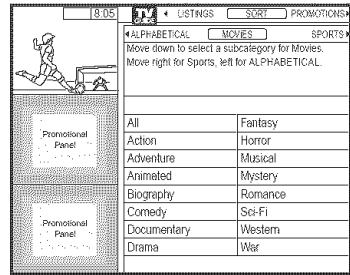 8:05
TV LISTINGS SORT PROMOTIONS
ALPHABETICAL MOVIES SPORTS
Move down to select a subcategory for Movies.
Move right for Sports, left for ALPHABETICAL.
All Fantasy
Action Horror
Adventure Musical
Animated Mystery
Biography Romance
Comedy Sci-Fi
Documentary Western
Drama War
Promotional
Panel
Promotional
Panel